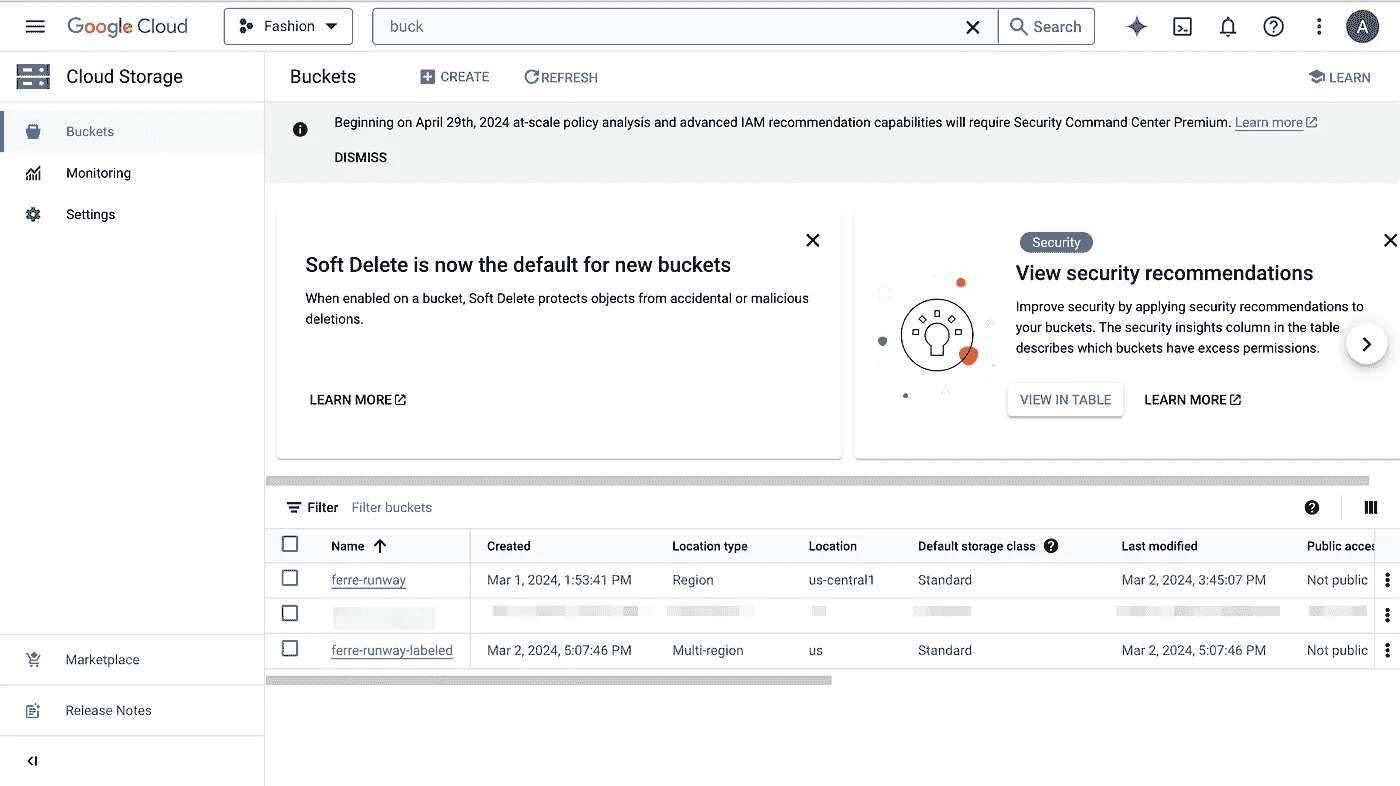 Google Cloud Fashion buck Search A
Cloud Storage Buckets CREATE REFRESH LEARN
Buckets
Monitoring
Settings
Marketplace
Release Notes
Beginning on April 29th, 2024 at-scale policy analysis and advanced IAM recommendation capabilities will require Security Command Center Premium. Learn more
DISMISS
Soft Delete is now the default for new buckets
When enabled on a bucket, Soft Delete protects objects from accidental or malicious
deletions.
LEARN MORE
Security
View security recommendations
Improve security by applying security recommendations to
your buckets. The security insights column in the table
describes which buckets have excess permissions.
VIEW IN TABLE LEARN MORE
Filter Filter buckets
Name Created Location type Location Default storage class Last modified Public acces
ferre-runway Mar 1, 2024, 1:53:41 PM Region us-central1 Standard Mar 2, 2024, 3:45:07 PM Not public
ferre-runway-labeled Mar 2, 2024, 5:07:46 PM Multi-region us Standard Mar 2, 2024, 5:07:46 PM Not public